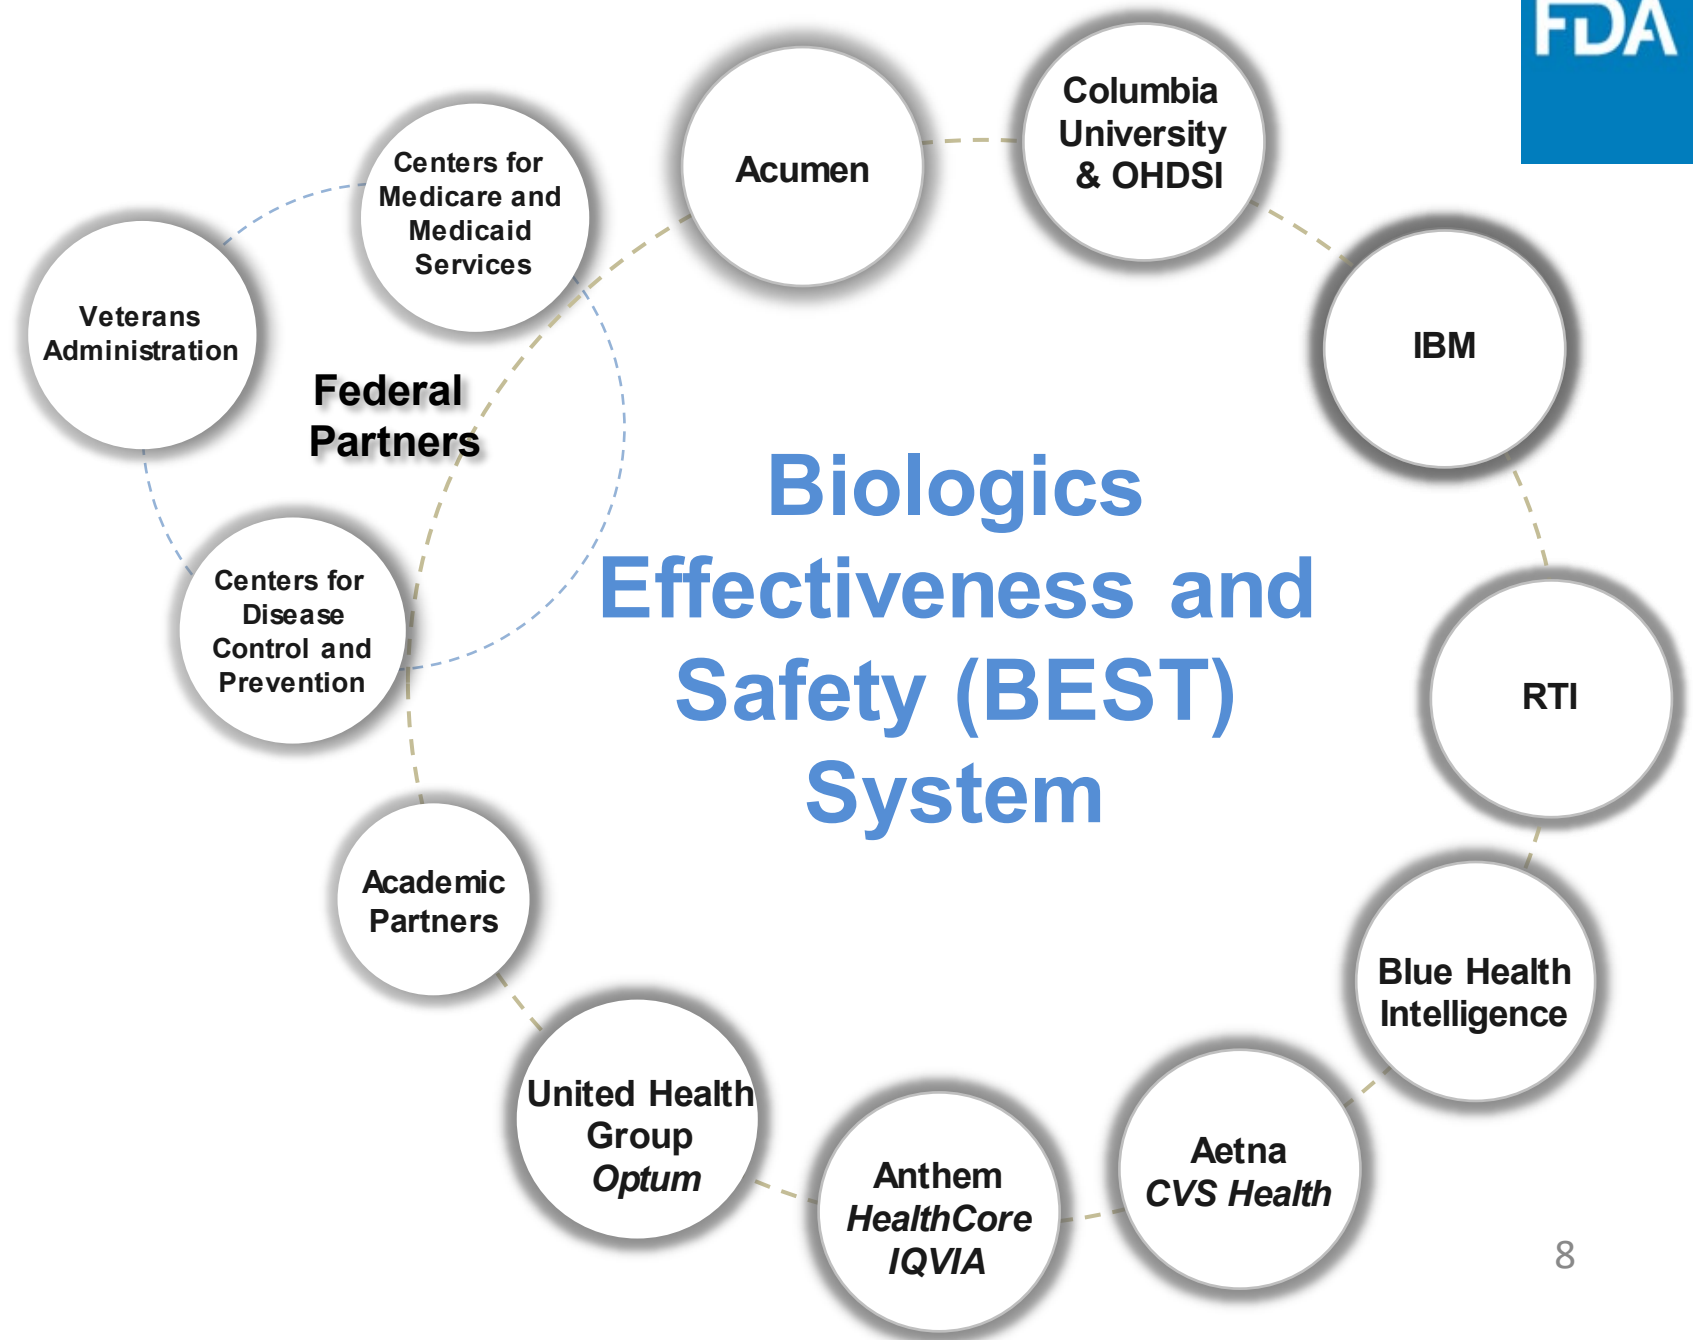 FDA
Acumen
Columbia
University
& OHDSI
IBM
RTI
Blue Health
Intelligence
Aetna
CVS Health
Anthem
HealthCore
IQVIA
United Health
Group
Optum
Academic
Partners
Centers for
Medicare and
Medicaid
Services
Veterans
Administration
Federal
Partners
Centers for
Disease
Control and
Prevention
Biologics
Effectiveness and
Safety (BEST)
System
8